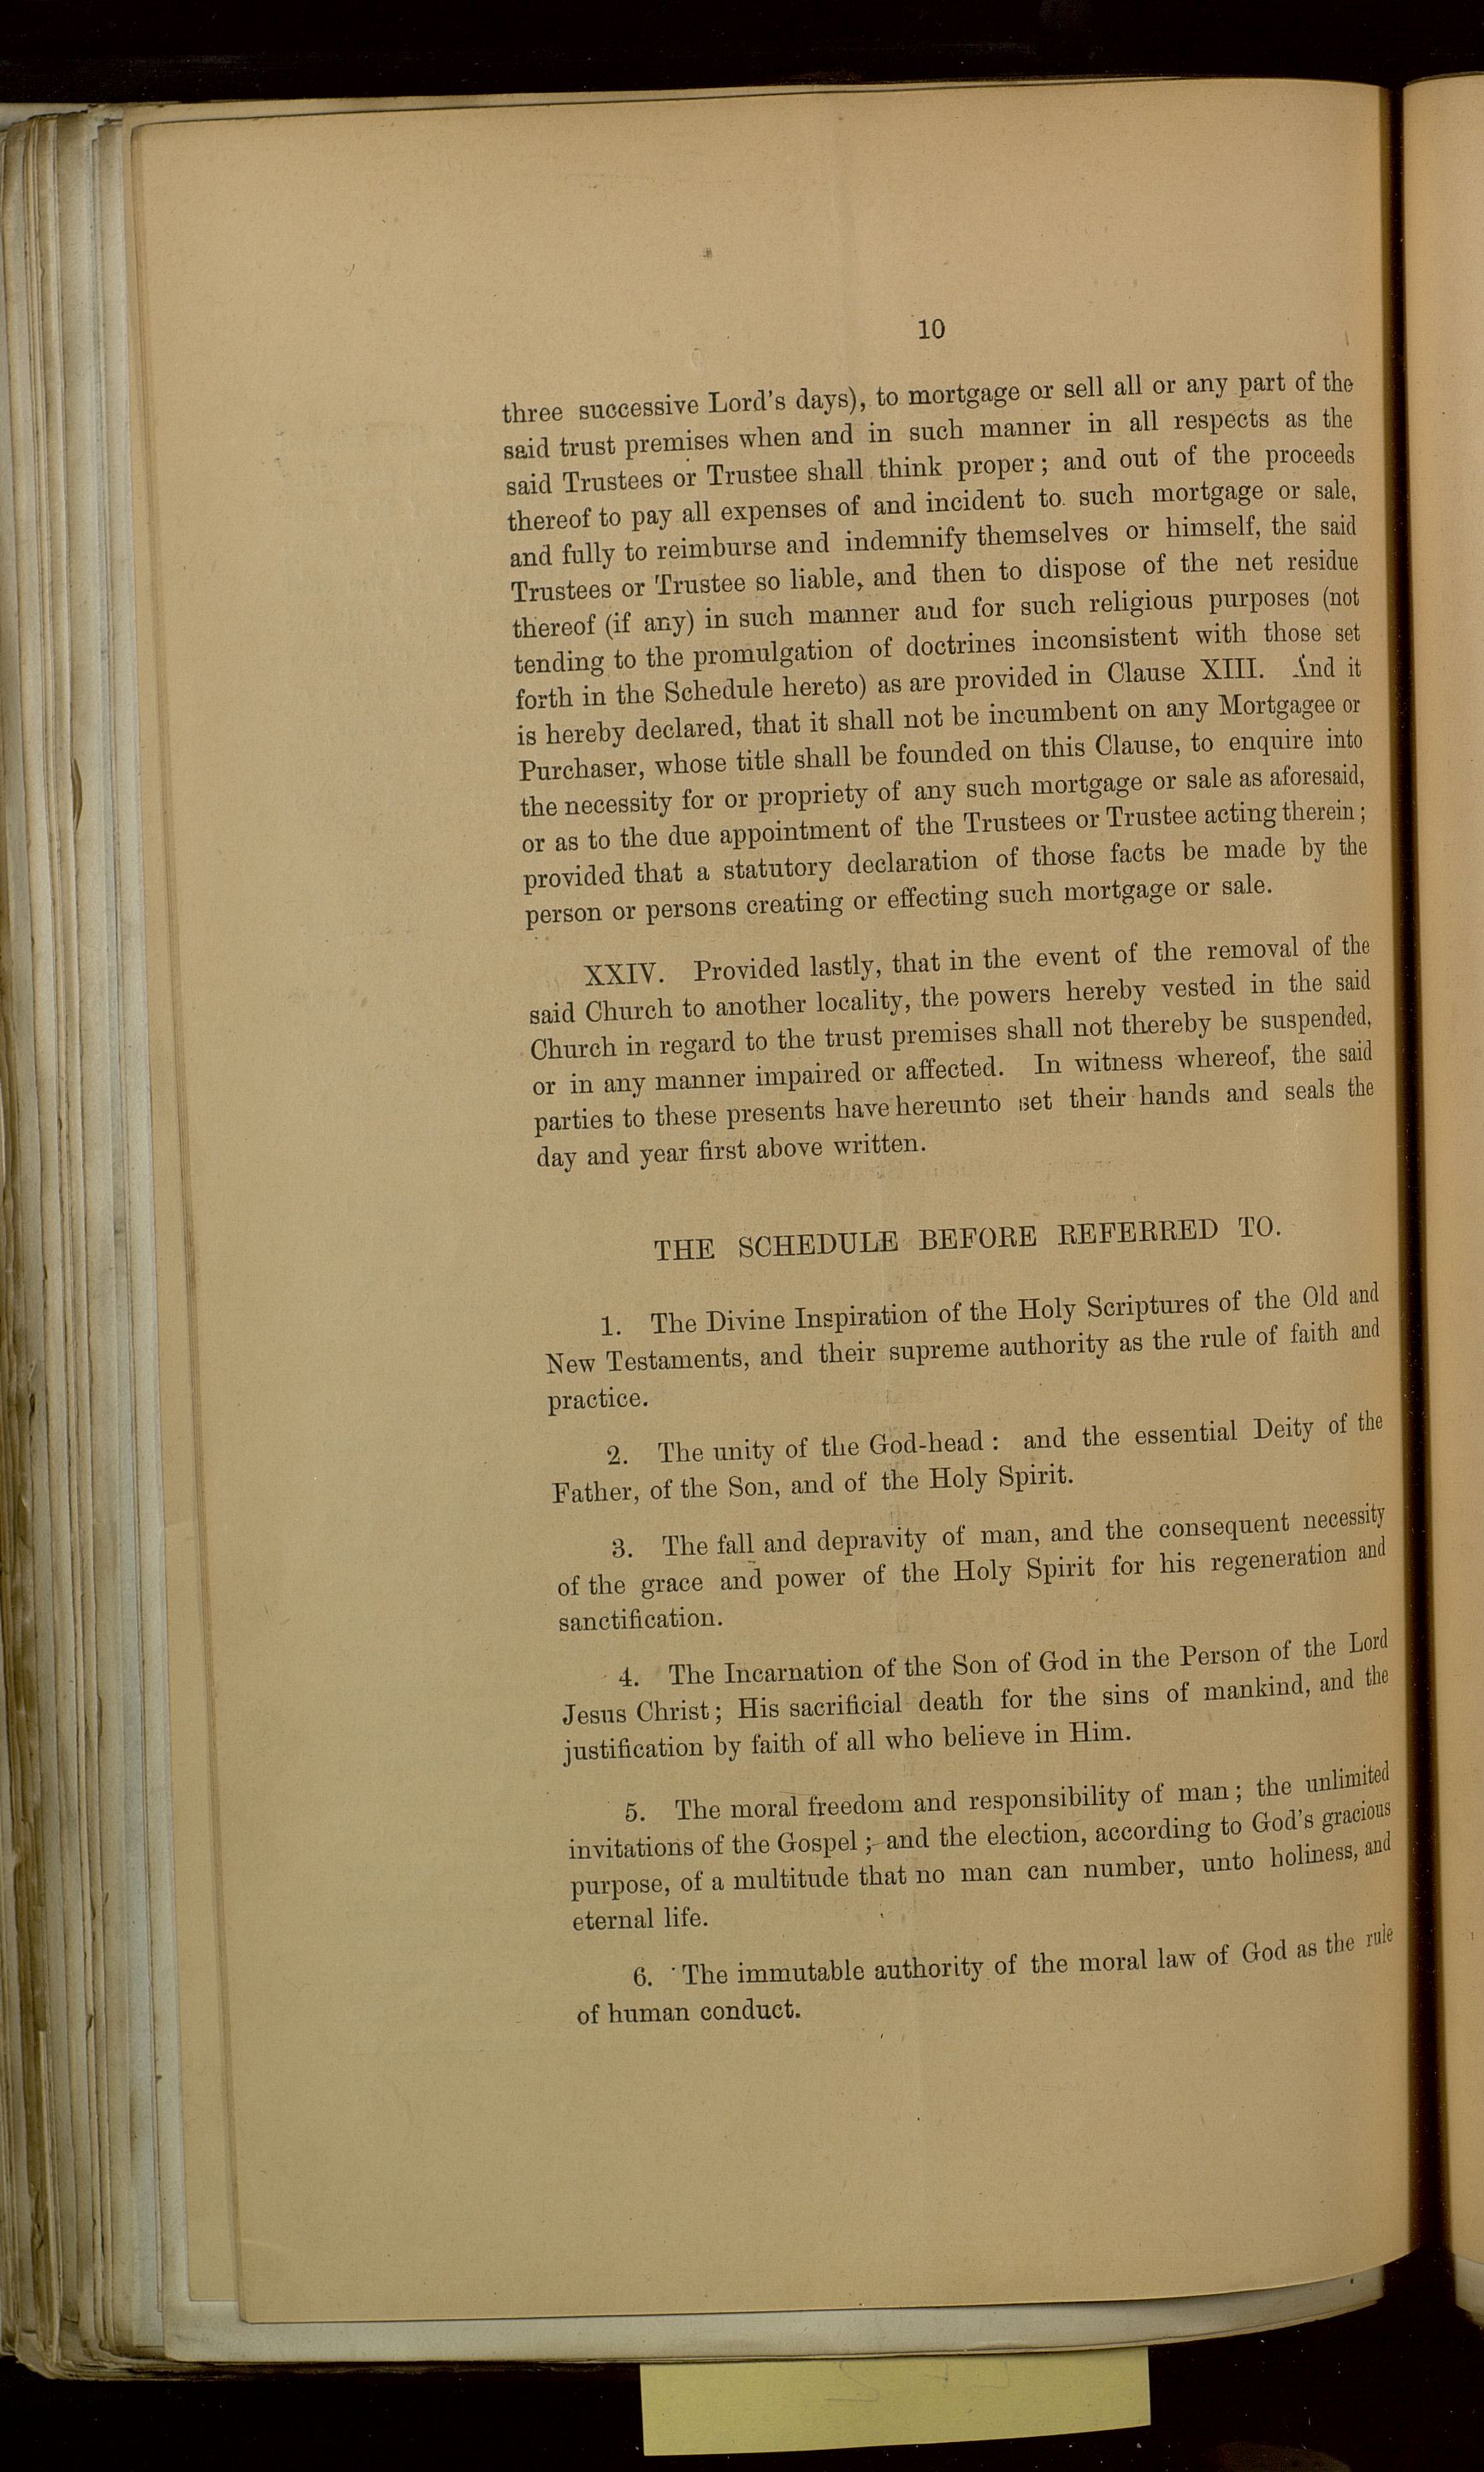 10
three successive Lord's days), to mortgage or sell all or any part of the
said trust premises when and in such manner in all respects as the
said Trustees or Trustee shall think proper; and out of the proceeds
thereof to pay all expenses of and incident to such mortgage or sale,
and fully to reimburse and indemnify themselves or himself, the said
Trustees or Trustee so liable, and then to dispose of the net residue
thereof (if any) in such manner and for such religious purposes (not
tending to the promulgation of doctrines inconsistent with those set
forth in the Schedule hereto) as are provided in Clause XIII. And it
is hereby declared, that it shall not be incumbent on any Mortgagee or
Purchaser, whose title shall be founded on this Clause, to enquire into
the necessity for or propriety of any such mortgage or sale as aforesaid,
or as to the due appointment of the Trustees or Trustee acting therein;
provided that a statutory declaration of those facts be made by the
person or persons creating or effecting such mortgage or sale.
XXIV. Provided lastly, that in the event of the removal of the
said Church to another locality, the powers hereby vested in the said
Church in regard to the trust premises shall not thereby be suspended,
or in any manner impaired or affected. In witness whereof, the said
parties to these presents have hereunto set their hands and seals the
day and year first above written.
THE SCHEDULE BEFORE REFERRED TO.
1. The Divine Inspiration of the Holy Scriptures of the Old and
New Testaments, and their supreme authority as the rule of faith and
practice.
2. The unity of the God-head: and the essential Deity of the
Father, of the Son, and of the Holy Spirit.
3. The fall and depravity of man, and the consequent necessity
of the grace and power of the Holy Spirit for his regeneration and
sanctification.
4. The Incarnation of the Son of God in the Person of the Lord
Jesus Christ; His sacrificial death for the sins of mankind, and the
justification by faith of all who believe in Him.
5. The moral freedom and responsibility of man; the unlimited
invitations of the Gospel; and the election, according to God's gracious
purpose, of a multitude that no man can number, unto holiness, and
eternal life.
6. The immutable authority of the moral law of God as the rule
of human conduct.